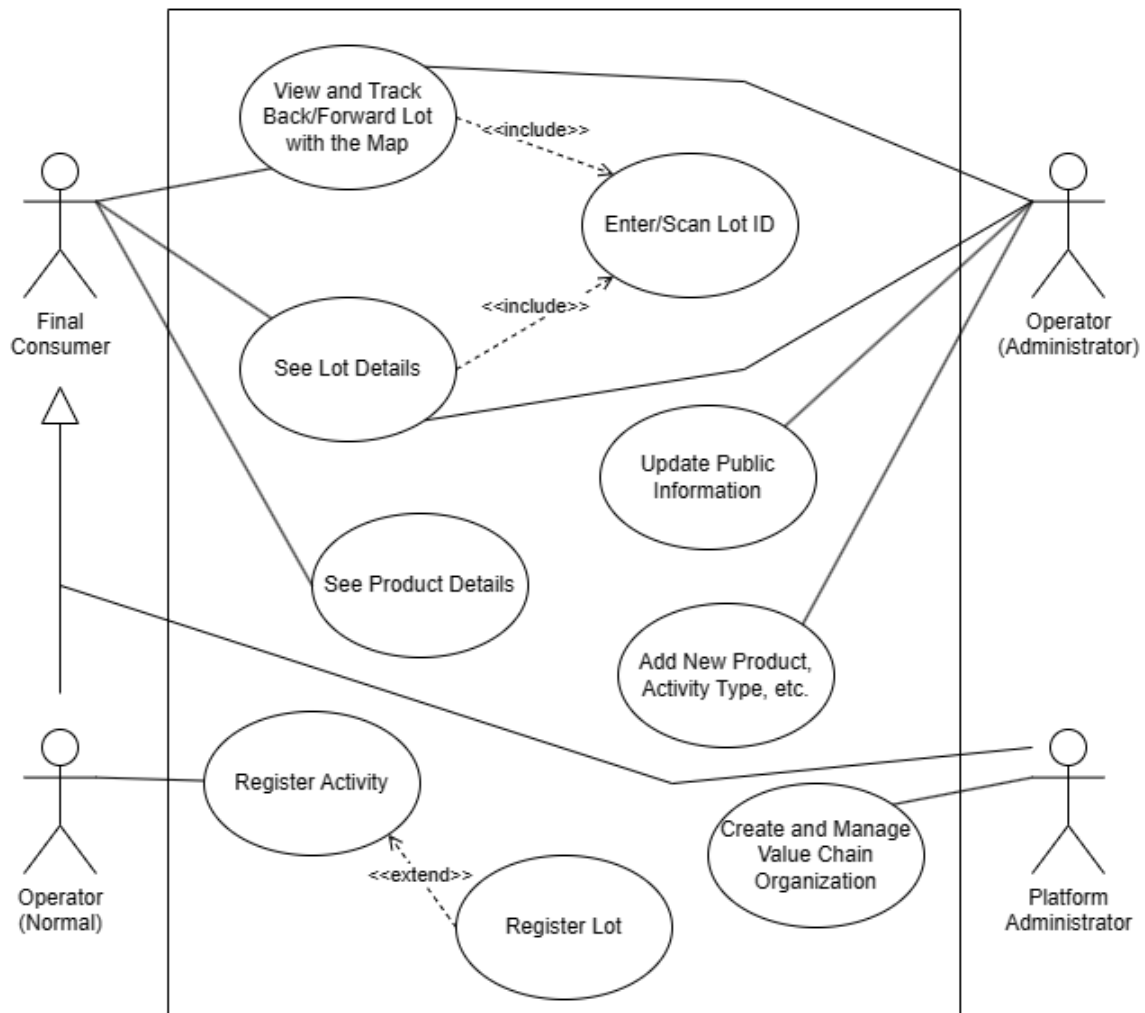 View and Track
Back/Forward Lot
with the Map
<<include>>
Enter/Scan Lot ID
Final
Consumer
Operator
(Administrator)
<<include>>
See Lot Details
Update Public
Information
See Product Details
Add New Product,
Activity Type, etc.
Register Activity
Create and Manage
Value Chain
Organization
<<extend>>
Operator
(Normal)
Register Lot
Platform
Administrator